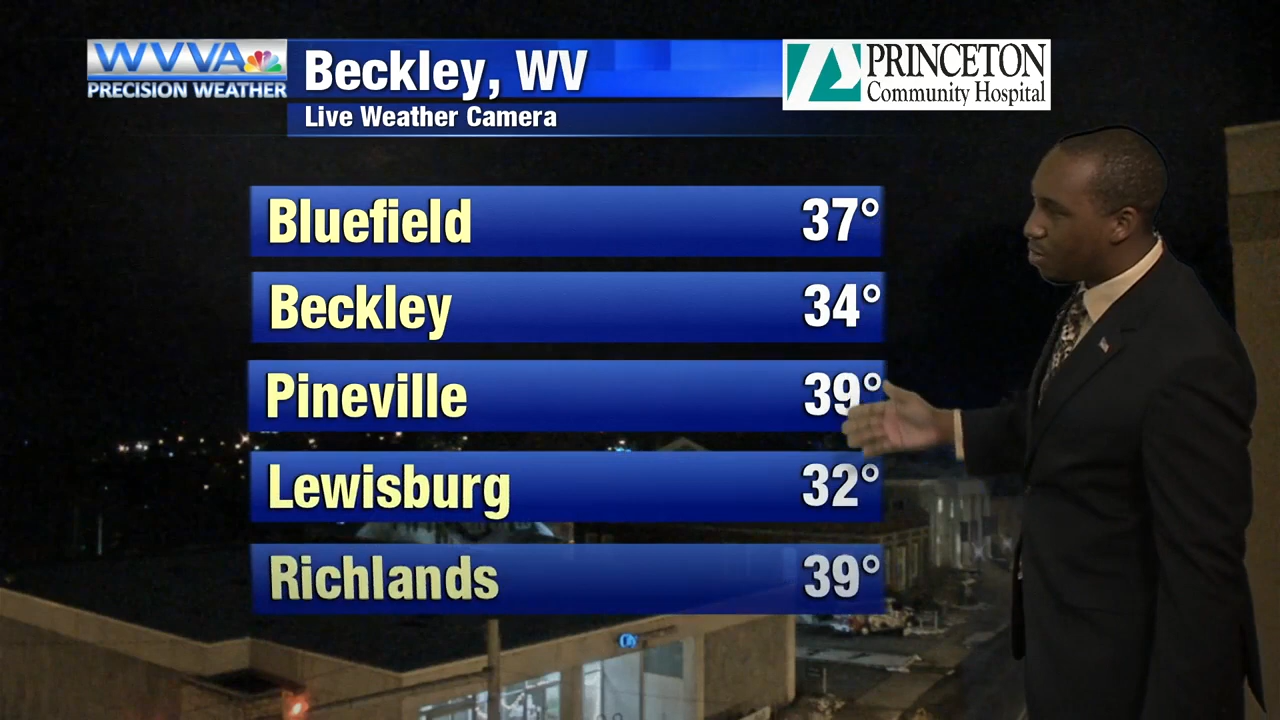 WVVA
PRECISION WEATHER
Beckley, WV
Live Weather Camera
PRINCETON
Community Hospital
Bluefield 37°
Beckley 34°
Pineville 39°
Lewisburg 32°
Richlands 39°
City